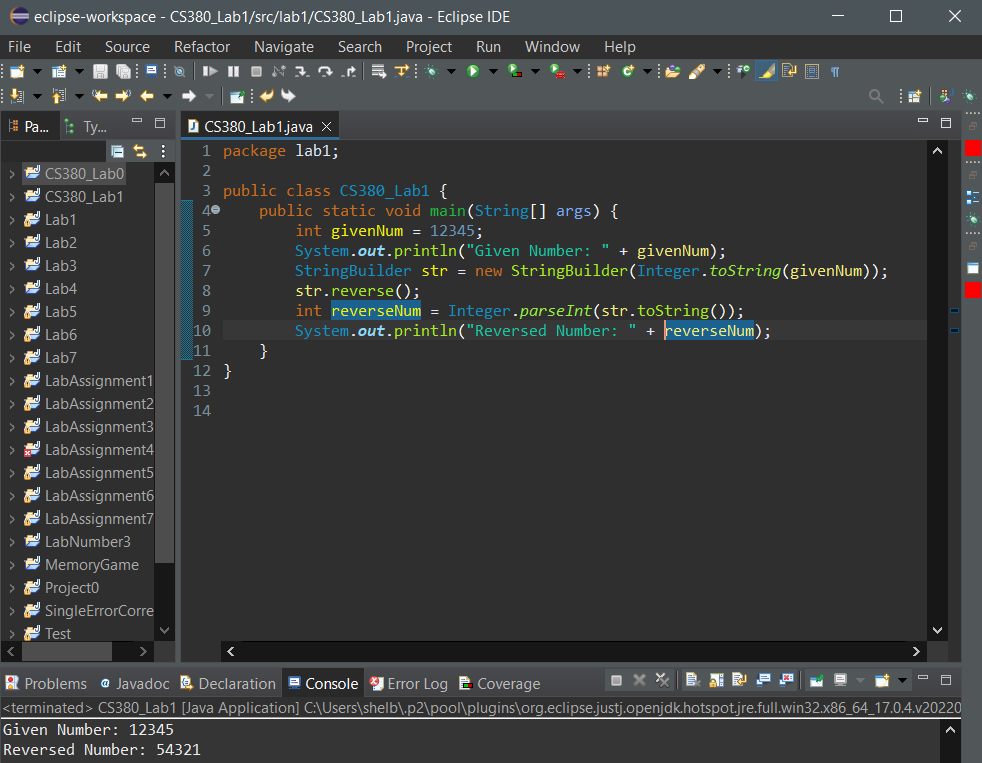 eclipse-workspace - CS380_Lab1/src/lab1/CS380_Lab1.java - Eclipse IDE
File Edit Source Refactor Navigate Search Project Run Window Help
Pa... Ty... CS380_Lab1.java
CS380_Lab0
CS380_Lab1
Lab1
Lab2
Lab3
Lab4
Lab5
Lab6
Lab7
LabAssignment1
LabAssignment2
LabAssignment3
LabAssignment4
LabAssignment5
LabAssignment6
LabAssignment7
LabNumber3
MemoryGame
Project0
SingleErrorCorre
Test
1 package lab1;
2
3 public class CS380_Lab1 {
4 public static void main(String[] args) {
5 int givenNum = 12345;
6 System.out.println("Given Number: " + givenNum);
7 StringBuilder str = new StringBuilder(Integer.toString(givenNum));
8 str.reverse();
9 int reverseNum = Integer.parseInt(str.toString());
10 System.out.println("Reversed Number: " + reverseNum);
11 }
12 }
13
14
Problems @ Javadoc Declaration Console Error Log Coverage
<terminated> CS380_Lab1 [Java Application] C:\Users\shelb\.p2\pool\plugins\org.eclipse.justj.openjdk.hotspot.jre.full.win32.x86_64_17.0.4.v20220
Given Number: 12345
Reversed Number: 54321